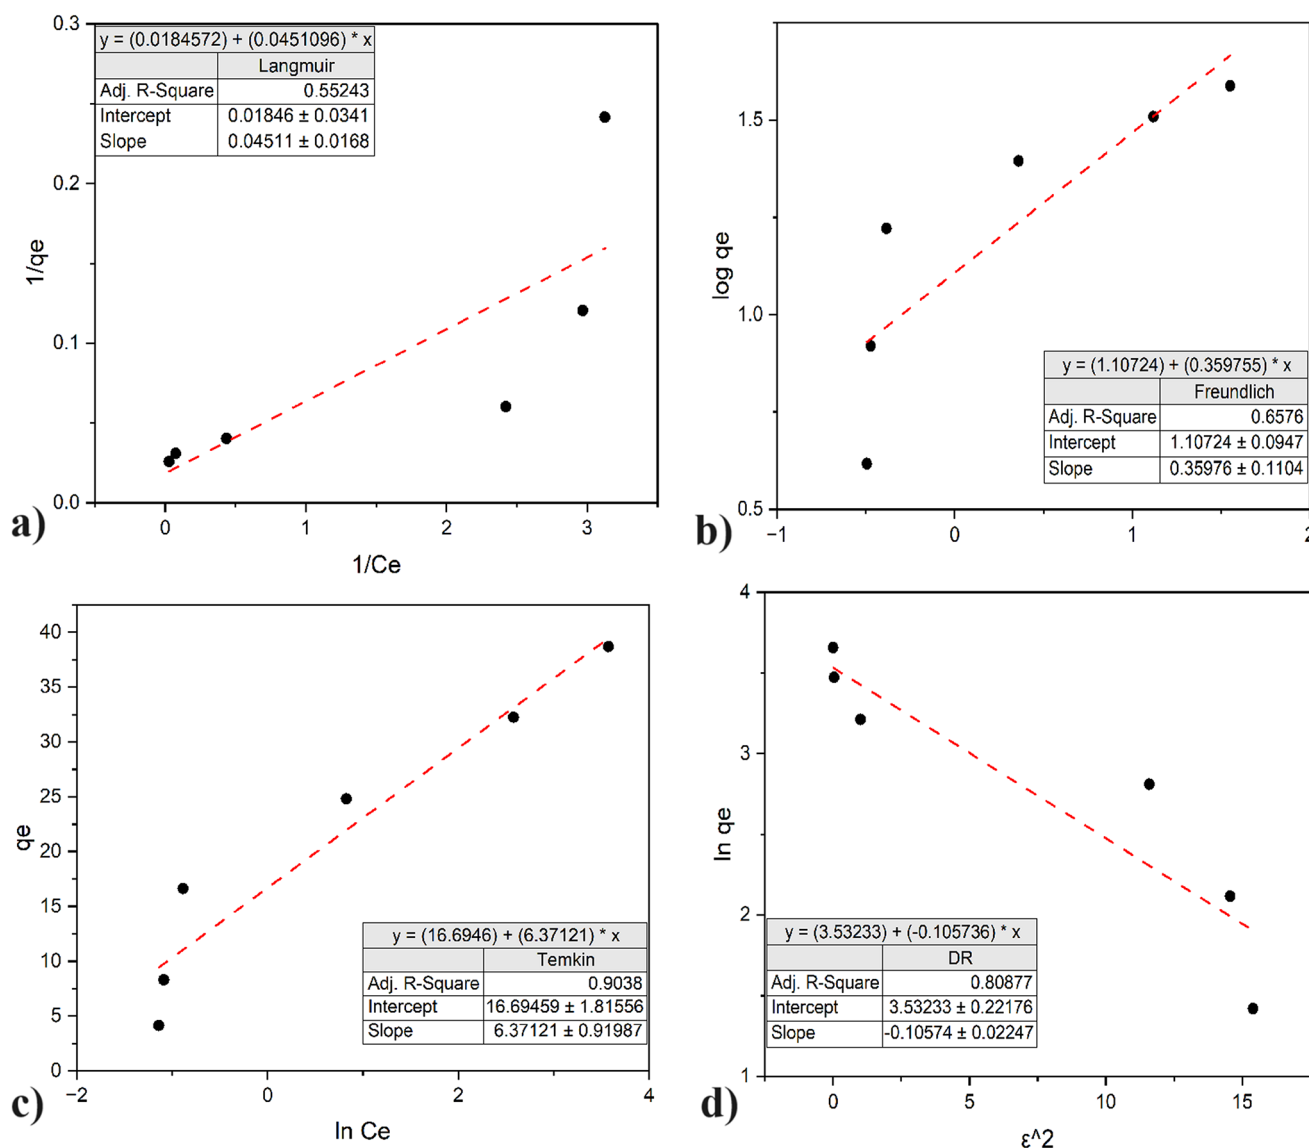 a)
y = (0.0184572) + (0.0451096) * x
Langmuir
Adj. R-Square 0.55243
Intercept 0.01846 ± 0.0341
Slope 0.04511 ± 0.0168
0.3
0.2
0.1
0.0
1/qe
0 1 2 3
1/Ce
b)
1.5
1.0
0.5
log qe
y = (1.10724) + (0.359755) * x
Freundlich
Adj. R-Square 0.6576
Intercept 1.10724 ± 0.0947
Slope 0.35976 ± 0.1104
−1 0 1 2
c)
40
35
30
25
20
15
10
5
0
qe
y = (16.6946) + (6.37121) * x
Temkin
Adj. R-Square 0.9038
Intercept 16.69459 ± 1.81556
Slope 6.37121 ± 0.91987
−2 0 2 4
ln Ce
d)
4
3
2
1
ln qe
y = (3.53233) + (-0.105736) * x
DR
Adj. R-Square 0.80877
Intercept 3.53233 ± 0.22176
Slope -0.10574 ± 0.02247
0 5 10 15
ε^2